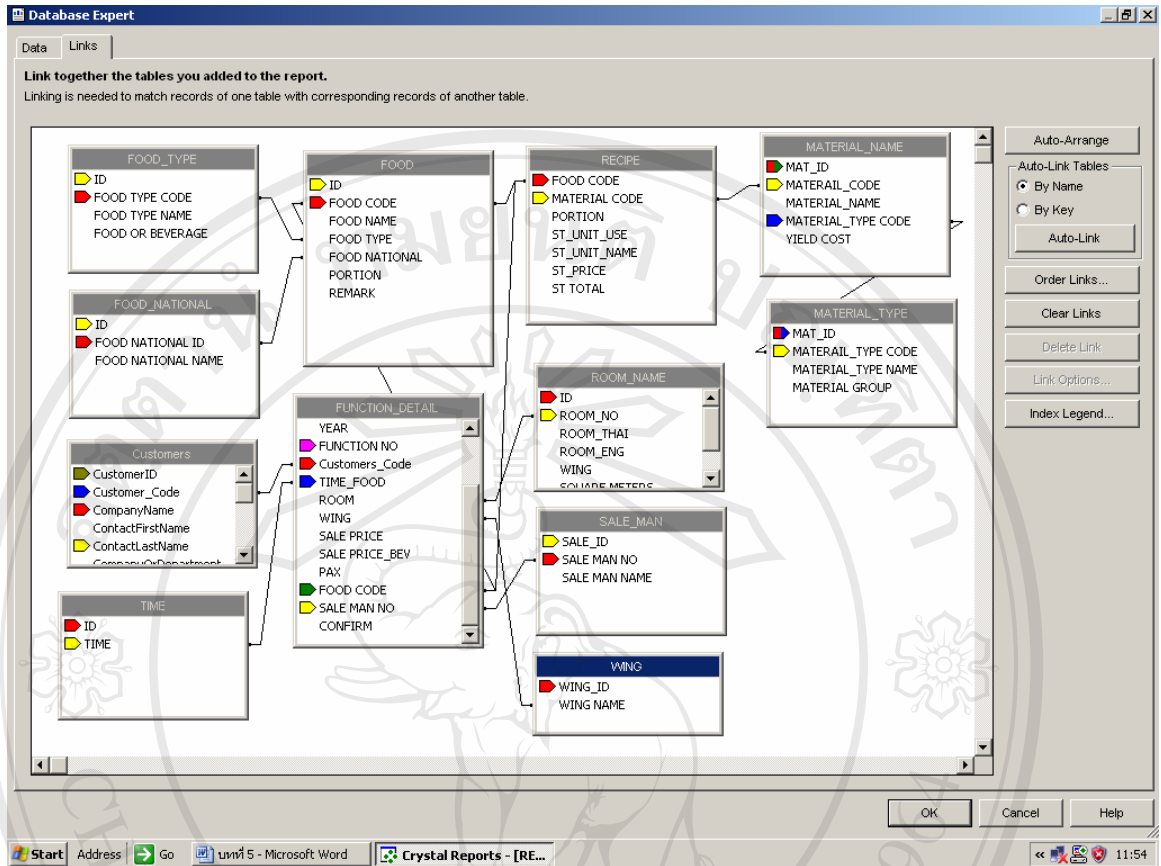 Database Expert
Data
Links
Link together the tables you added to the report.
Linking is needed to match records of one table with corresponding records of another table.
FOOD_TYPE
ID
FOOD TYPE CODE
FOOD TYPE NAME
FOOD OR BEVERAGE
FOOD
ID
FOOD CODE
FOOD NAME
FOOD TYPE
FOOD NATIONAL
PORTION
REMARK
RECIPE
FOOD CODE
MATERIAL CODE
PORTION
ST_UNIT_USE
ST_UNIT_NAME
ST_PRICE
ST TOTAL
MATERIAL_NAME
MAT_ID
MATERAIL_CODE
MATERIAL_NAME
MATERIAL_TYPE CODE
YIELD COST
FOOD_NATIONAL
ID
FOOD NATIONAL ID
FOOD NATIONAL NAME
MATERIAL_TYPE
MAT_ID
MATERAIL_TYPE CODE
MATERIAL_TYPE NAME
MATERIAL GROUP
ROOM_NAME
ID
ROOM_NO
ROOM_THAI
ROOM_ENG
WING
SQUARE METERS
FUNCTION_DETAIL
YEAR
FUNCTION NO
Customers_Code
TIME_FOOD
ROOM
WING
SALE PRICE
SALE PRICE_BEV
PAX
FOOD CODE
SALE MAN NO
CONFIRM
Customers
CustomerID
Customer_Code
CompanyName
ContactFirstName
ContactLastName
CompanyOrDepartment
SALE_MAN
SALE_ID
SALE MAN NO
SALE MAN NAME
TIME
ID
TIME
WING
WING_ID
WING NAME
Auto-Arrange
Auto-Link Tables
By Name
By Key
Auto-Link
Order Links...
Clear Links
Delete Link
Link Options...
Index Legend...
OK
Cancel
Help
Start
Address
Go
บทที่ 5 - Microsoft Word
Crystal Reports - [RE...
11:54